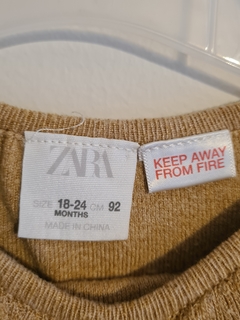 ZARA
SIZE 18-24 CM 92
MONTHS
MADE IN CHINA
KEEP AWAY
FROM FIRE